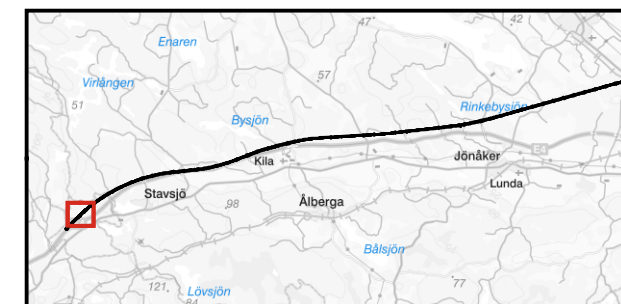 47
42
Enaren
57
Virlången
51
Rinkebysjön
Bysjön
E4
Kila
Jönåker
Stavsjö
Lunda
98
Ålberga
Bålsjön
121
77
Lövsjön
84